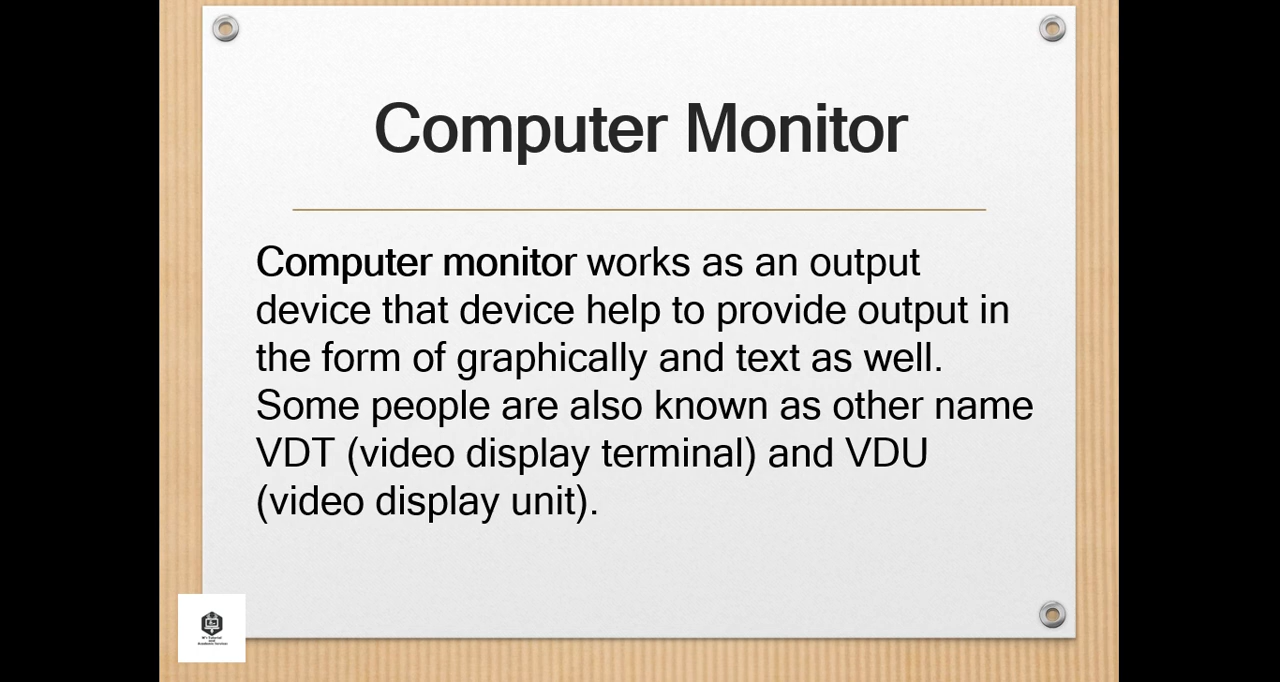 Computer Monitor
Computer monitor works as an output
device that device help to provide output in
the form of graphically and text as well.
Some people are also known as other name
VDT (video display terminal) and VDU
(video display unit).